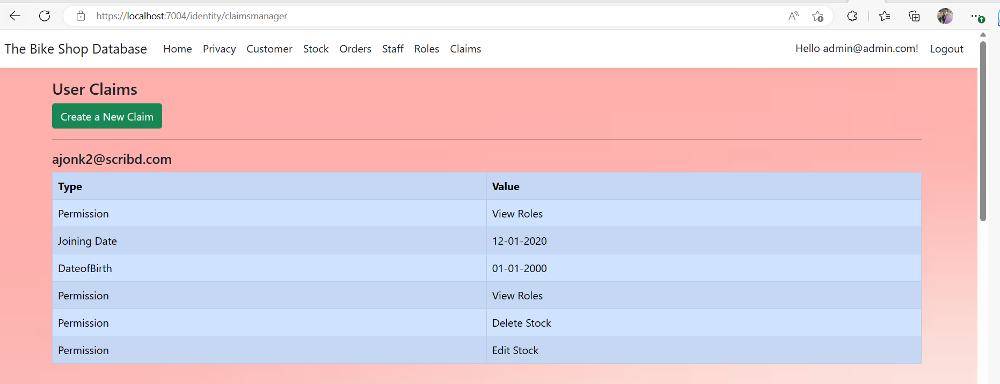 https://localhost:7004/identity/claimsmanager
The Bike Shop Database Home Privacy Customer Stock Orders Staff Roles Claims Hello admin@admin.com! Logout
User Claims
Create a New Claim
ajonk2@scribd.com
Type Value
Permission View Roles
Joining Date 12-01-2020
DateofBirth 01-01-2000
Permission View Roles
Permission Delete Stock
Permission Edit Stock